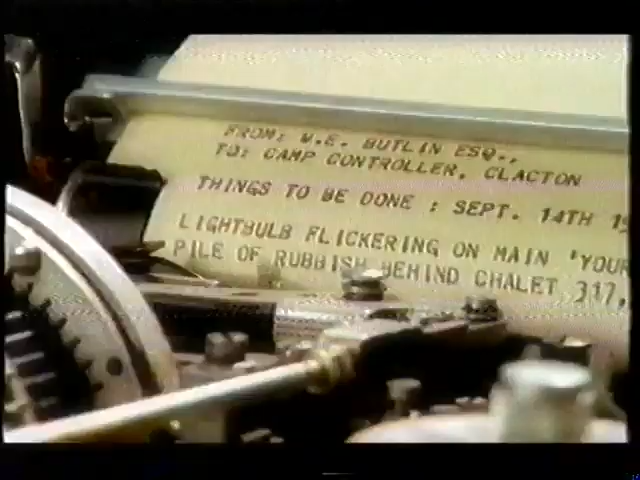 FROM: W.E. BUTLIN ESQ.,
TO: CAMP CONTROLLER, CLACTON
THINGS TO BE DONE : SEPT. 14TH 19
LIGHTBULB FLICKERING ON MAIN 'YOUR
PILE OF RUBBISH BEHIND CHALET 317,